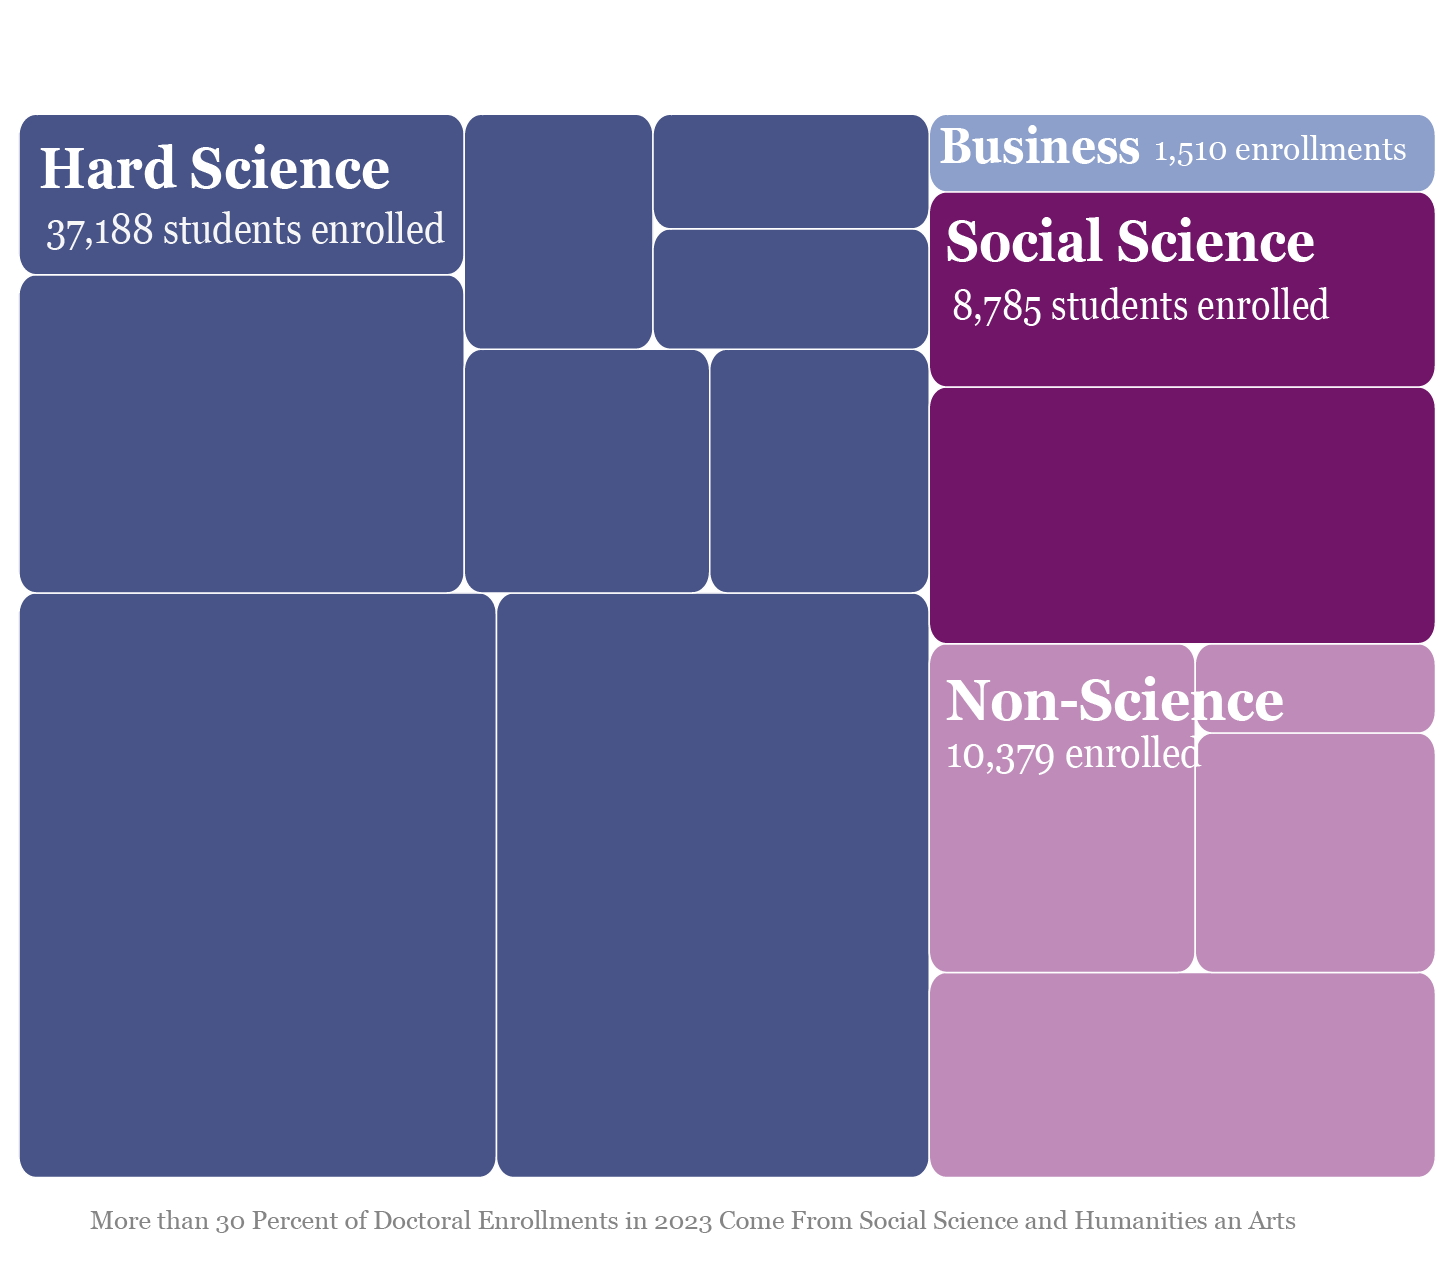 Hard Science
37,188 students enrolled
Business 1,510 enrollments
Social Science
8,785 students enrolled
Non-Science
10,379 enrolled
More than 30 Percent of Doctoral Enrollments in 2023 Come From Social Science and Humanities an Arts